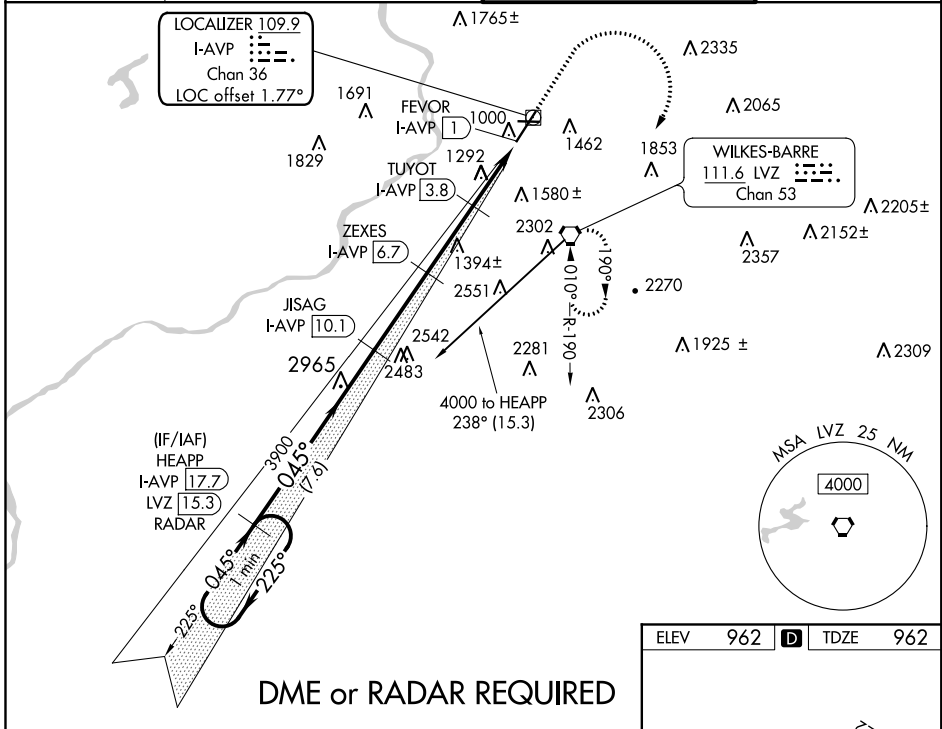 1765±
LOCALIZER 109.9
I-AVP
Chan 36
LOC offset 1.77°
2335
1691
FEVOR
I-AVP 1
1000
2065
1829
1462
1853
WILKES-BARRE
111.6 LVZ
Chan 53
1292
TUYOT
I-AVP 3.8
1580 ±
2205±
2302
2152±
ZEXES
I-AVP 6.7
1394±
2357
190°
010°
R-190
2551
2270
JISAG
I-AVP 10.1
2542
2483
2281
1925 ±
2309
2965
4000 to HEAPP
238° (15.3)
2306
(IF/IAF)
HEAPP
I-AVP 17.7
LVZ 15.3
RADAR
3900
045°
(7.6)
MSA LVZ 25 NM
4000
045°
1 min
225°
225°
ELEV 962 D TDZE 962
DME or RADAR REQUIRED